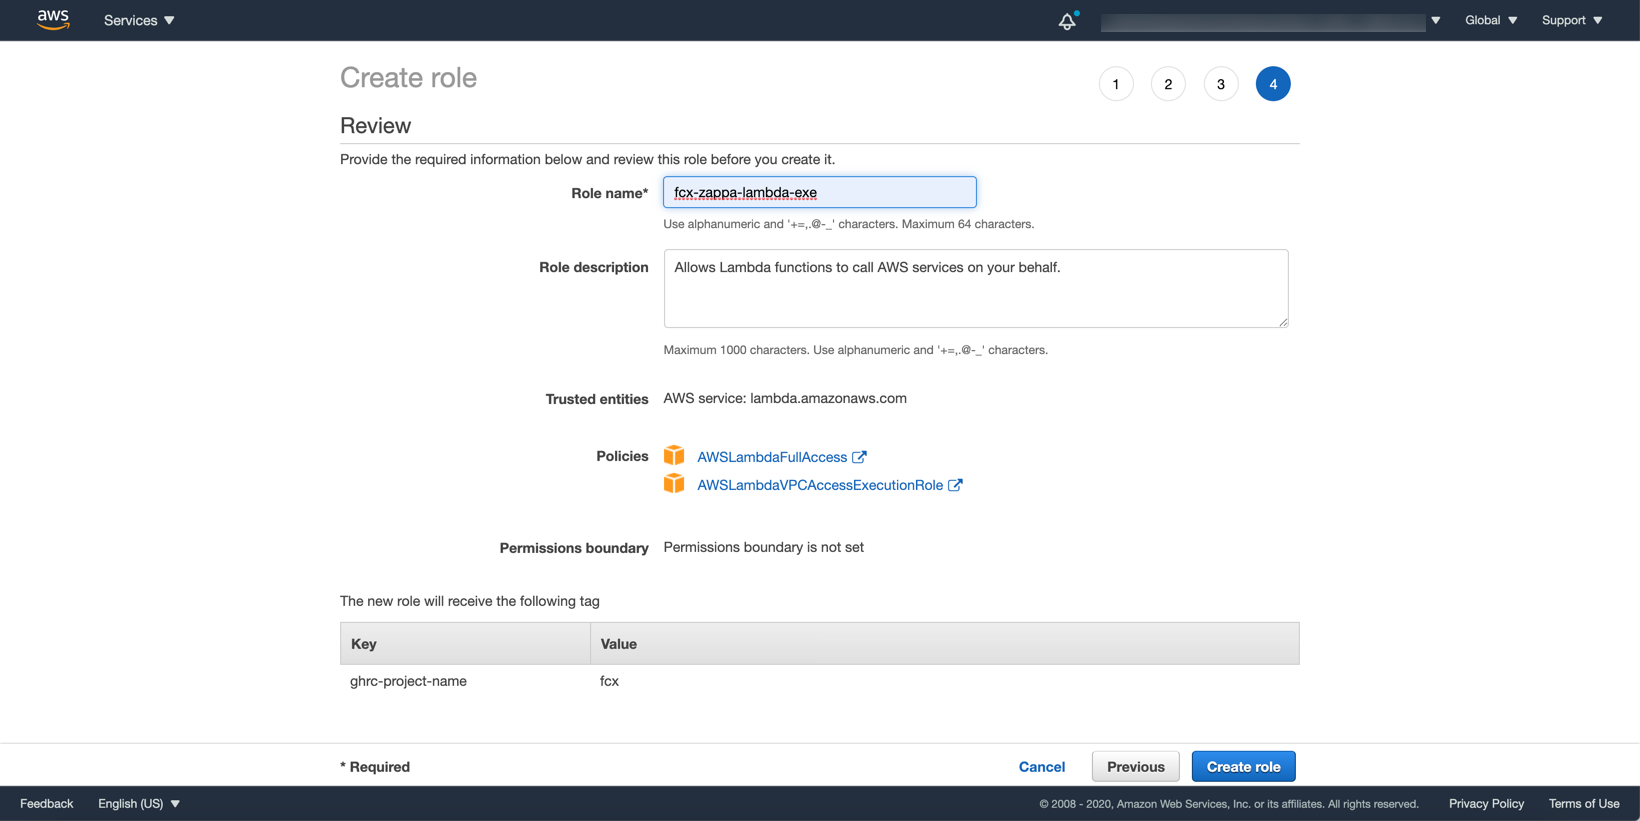 aws Services Global Support
Create role
1 2 3 4
Review
Provide the required information below and review this role before you create it.
Role name* fcx-zappa-lambda-exe
Use alphanumeric and '+=,.@-_' characters. Maximum 64 characters.
Role description Allows Lambda functions to call AWS services on your behalf.
Maximum 1000 characters. Use alphanumeric and '+=,.@-_' characters.
Trusted entities AWS service: lambda.amazonaws.com
Policies AWSLambdaFullAccess
AWSLambdaVPCAccessExecutionRole
Permissions boundary Permissions boundary is not set
The new role will receive the following tag
Key Value
ghrc-project-name fcx
* Required Cancel Previous Create role
Feedback English (US) © 2008 - 2020, Amazon Web Services, Inc. or its affiliates. All rights reserved. Privacy Policy Terms of Use